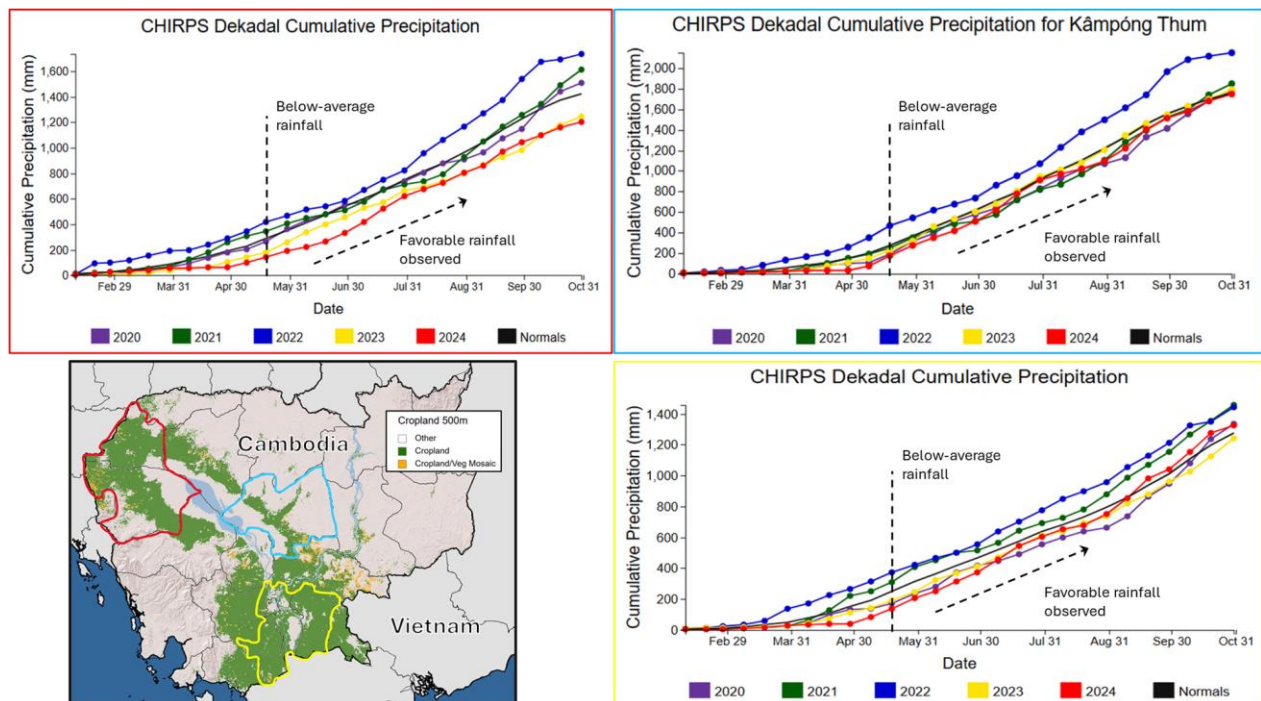 CHIRPS Dekadal Cumulative Precipitation
Cumulative Precipitation (mm)
1,600
1,400
1,200
1,000
800
600
400
200
0
Below-average
rainfall
Favorable rainfall
observed
Feb 29
Mar 31
Apr 30
May 31
Jun 30
Jul 31
Aug 31
Sep 30
Oct 31
Date
2020
2021
2022
2023
2024
Normals
CHIRPS Dekadal Cumulative Precipitation for Kâmpóng Thum
Cumulative Precipitation (mm)
2,000
1,800
1,600
1,400
1,200
1,000
800
600
400
200
0
Below-average
rainfall
Favorable rainfall
observed
Feb 29
Mar 31
Apr 30
May 31
Jun 30
Jul 31
Aug 31
Sep 30
Oct 31
Date
2020
2021
2022
2023
2024
Normals
Cambodia
Vietnam
Cropland 500m
Other
Cropland
Cropland/Veg Mosaic
CHIRPS Dekadal Cumulative Precipitation
Cumulative Precipitation (mm)
1,400
1,200
1,000
800
600
400
200
0
Below-average
rainfall
Favorable rainfall
observed
Feb 29
Mar 31
Apr 30
May 31
Jun 30
Jul 31
Aug 31
Sep 30
Oct 31
Date
2020
2021
2022
2023
2024
Normals